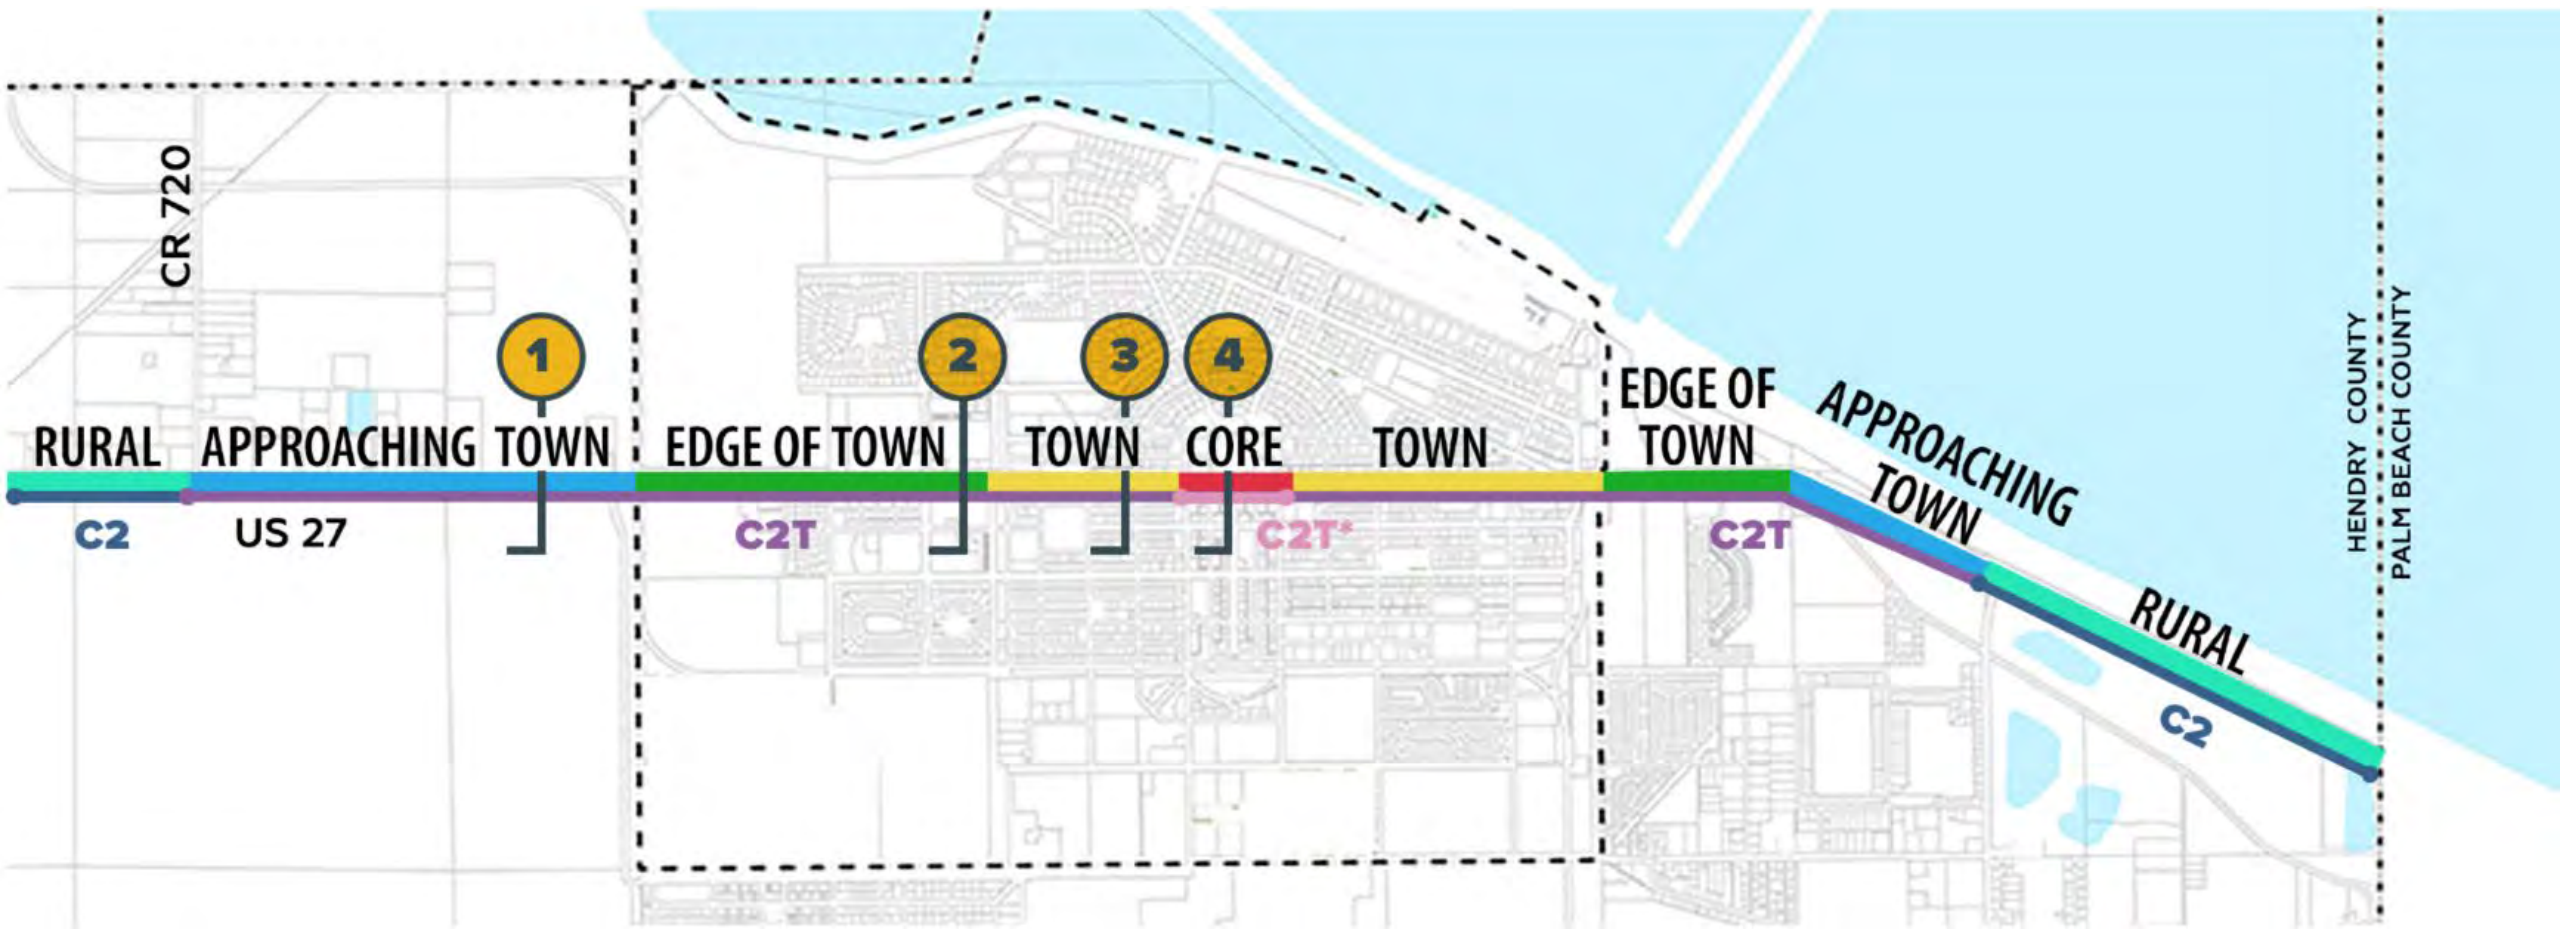 CR 720
1
2
3
4
RURAL
APPROACHING TOWN
EDGE OF TOWN
TOWN
CORE
TOWN
EDGE OF
TOWN
APPROACHING
TOWN
RURAL
C2
US 27
C2T
C2T*
C2T
C2
HENDRY COUNTY
PALM BEACH COUNTY